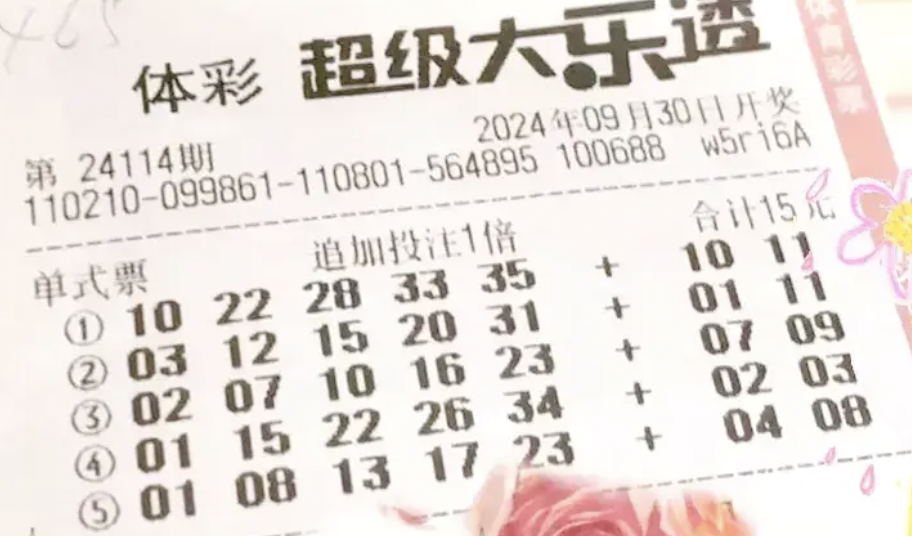 体彩 超级大乐透
第 24114期 2024年09月30日开奖
110210-099861-110801-564895 100688 w5ri6A
单式票 追加投注1倍 合计15元
① 10 22 28 33 35 + 10 11
② 03 12 15 20 31 + 01 11
③ 02 07 10 16 23 + 07 09
④ 01 15 22 26 34 + 02 03
⑤ 01 08 13 17 23 + 04 08
体育彩票